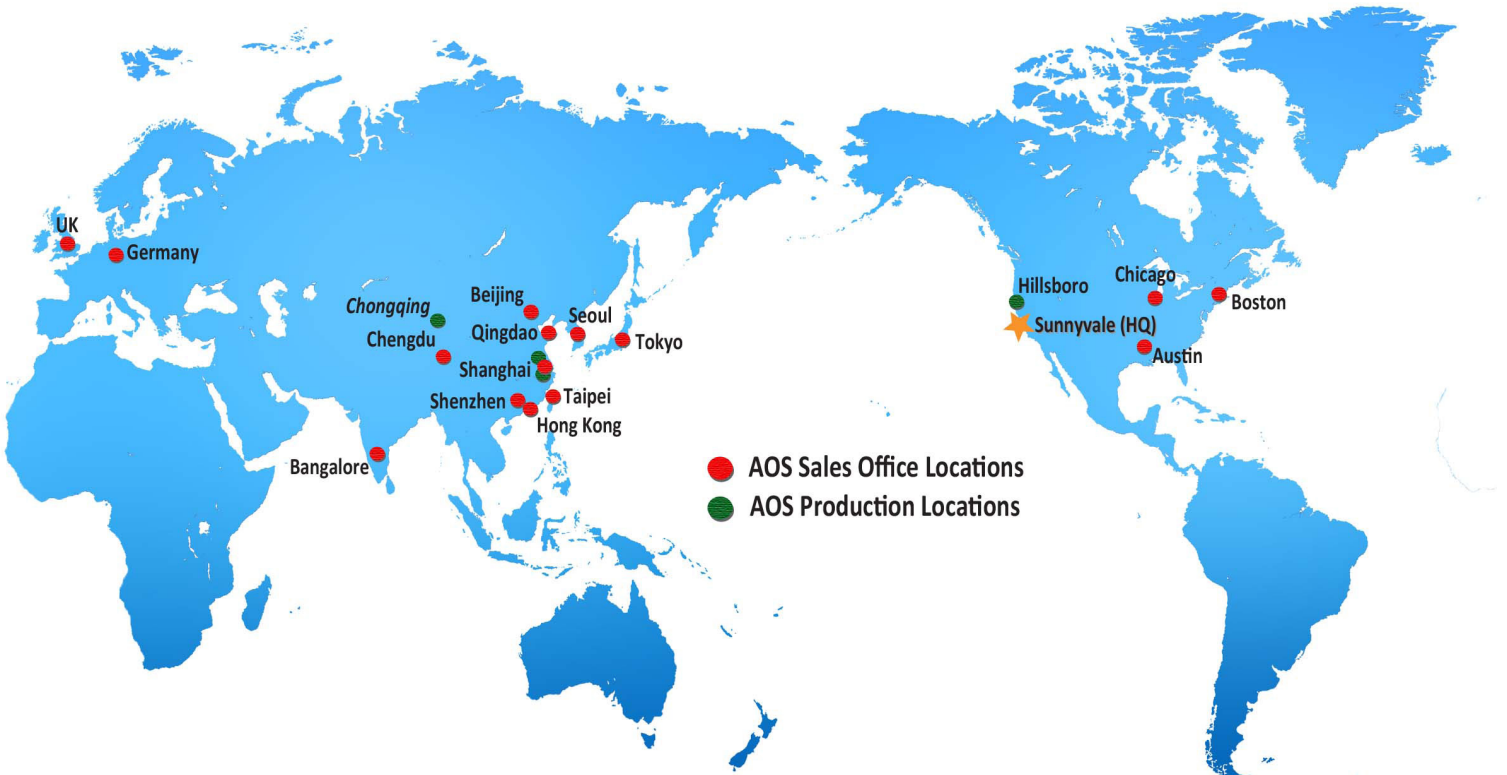 UK
Germany
Chongqing
Chengdu
Beijing
Qingdao
Seoul
Tokyo
Shanghai
Shenzhen
Taipei
Hong Kong
Bangalore
Hillsboro
Sunnyvale (HQ)
Chicago
Boston
Austin
AOS Sales Office Locations
AOS Production Locations